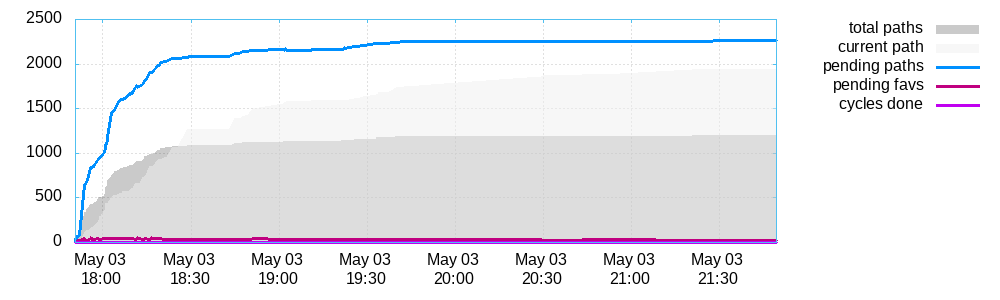 2500
2000
1500
1000
500
0
May 03 May 03 May 03 May 03 May 03 May 03 May 03 May 03
18:00 18:30 19:00 19:30 20:00 20:30 21:00 21:30
total paths
current path
pending paths
pending favs
cycles done